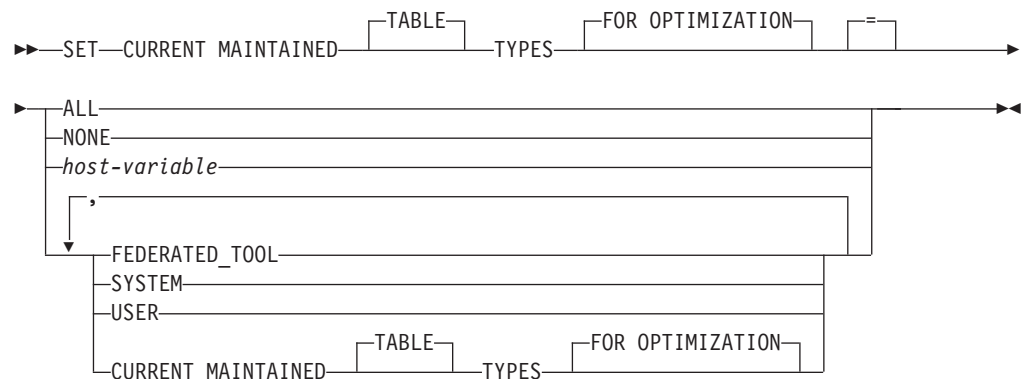 TABLE FOR OPTIMIZATION =
SET CURRENT MAINTAINED TYPES
ALL
NONE
host-variable
,
FEDERATED_TOOL
SYSTEM
USER
TABLE FOR OPTIMIZATION
CURRENT MAINTAINED TYPES